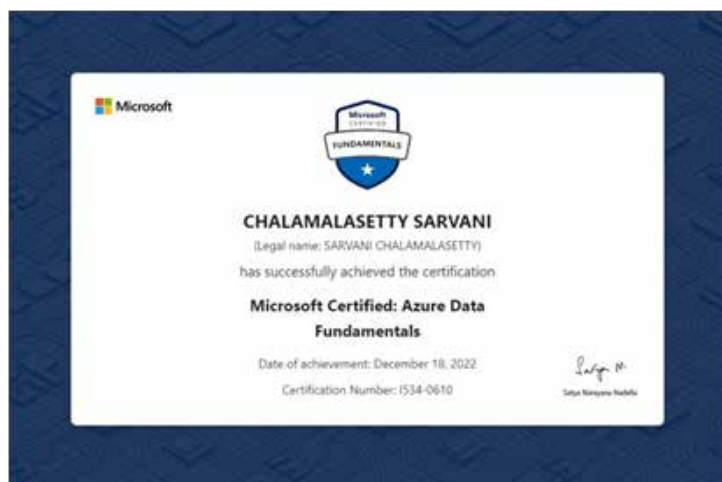 Microsoft
Microsoft
CERTIFIED
FUNDAMENTALS
CHALAMALASETTY SARVANI
(Legal name: SARVANI CHALAMALASETTY)
has successfully achieved the certification
Microsoft Certified: Azure Data
Fundamentals
Date of achievement: December 18, 2022
Certification Number: I534-0610
Satya Narayana Nadella